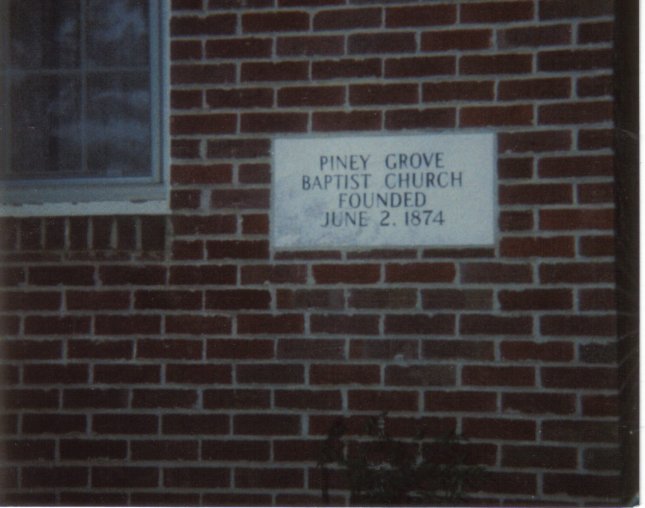 PINEY GROVE
BAPTIST CHURCH
FOUNDED
JUNE 2, 1874